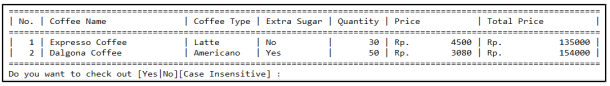 | No. | Coffee Name | Coffee Type | Extra Sugar | Quantity | Price | Total Price |
| 1 | Expresso Coffee | Latte | No | 30 | Rp. 4500 | Rp. 135000 |
| 2 | Dalgona Coffee | Americano | Yes | 50 | Rp. 3080 | Rp. 154000 |
Do you want to check out [Yes|No][Case Insensitive] :